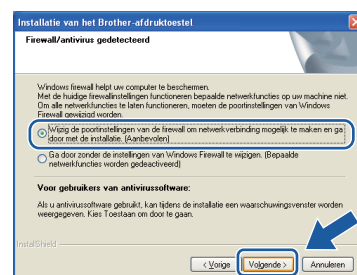 Installatie van het Brother-afdruktoestel
Firewall/antivirus gedetecteerd
Windows firewall helpt uw computer te beschermen.
Met de huidige firewallinstellingen functioneren bepaalde netwerkfuncties op uw machine niet.
Om alle netwerkfuncties te laten functioneren, moeten de poortinstellingen van Windows
Firewall gewijzigd worden.
Wijzig de poortinstellingen van de firewall om netwerkverbinding mogelijk te maken en ga
door met de installatie. (Aanbevolen)
Ga door zonder de instellingen van Windows Firewall te wijzigen. (Bepaalde
netwerkfuncties worden gedeactiveerd)
Voor gebruikers van antivirussoftware:
Als u antivirussoftware gebruikt, kan tijdens de installatie een waarschuwingsvenster worden
weergegeven. Kies Toestaan om door te gaan.
InstallShield
< Vorige
Volgende >
Annuleren